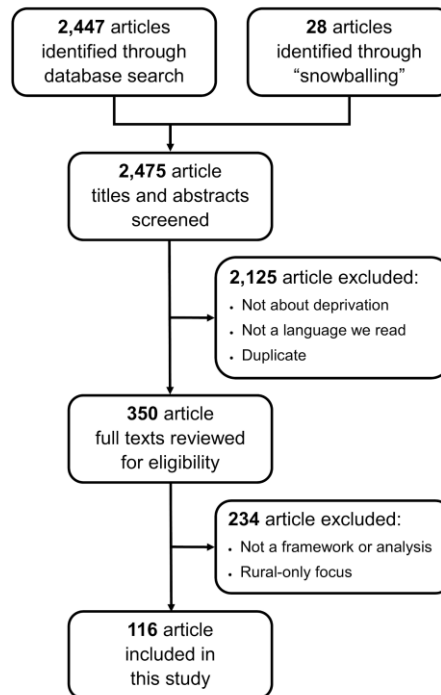 2,447 articles
identified through
database search
28 articles
identified through
“snowballing”
2,475 article
titles and abstracts
screened
2,125 article excluded:
• Not about deprivation
• Not a language we read
• Duplicate
350 article
full texts reviewed
for eligibility
234 article excluded:
• Not a framework or analysis
• Rural-only focus
116 article
included in
this study